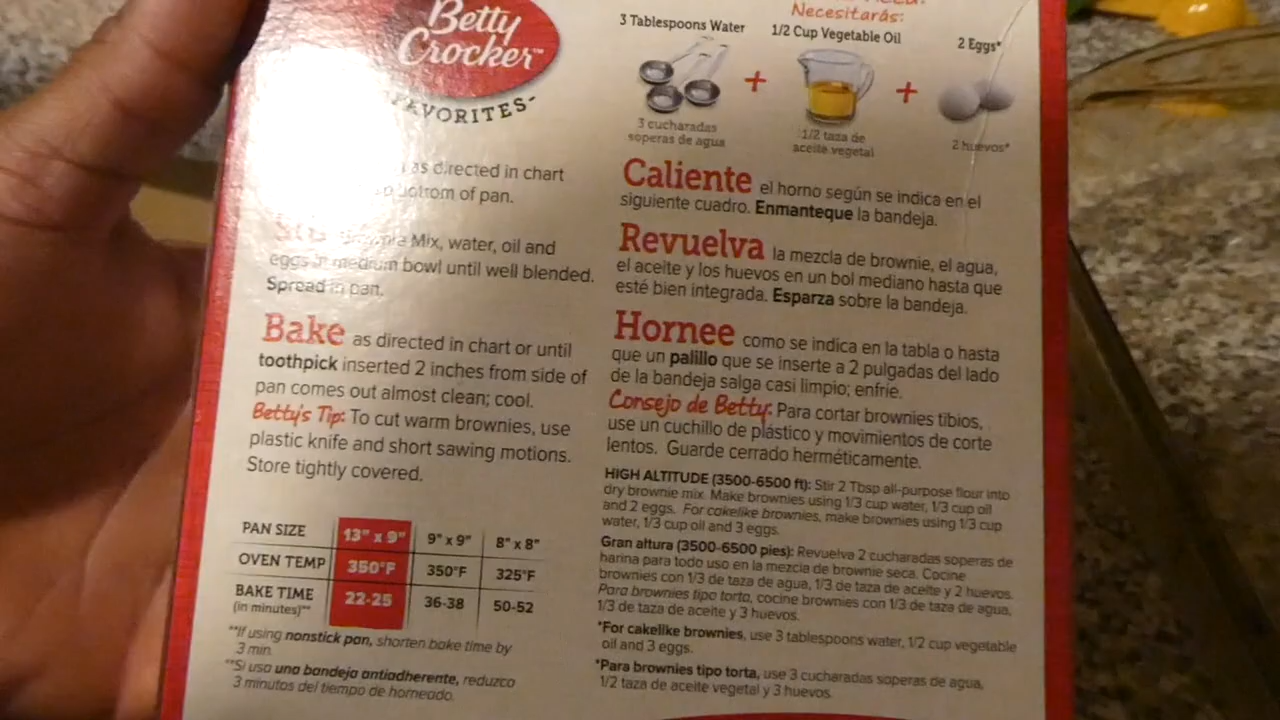 Betty
Crocker™
FAVORITES
Necesitarás:
3 Tablespoons Water
1/2 Cup Vegetable Oil
2 Eggs*
+
+
3 cucharadas
soperas de agua
1/2 taza de
aceite vegetal
2 huevos*
as directed in chart
bottom of pan.
Mix, water, oil and
eggs in medium bowl until well blended.
Spread in pan.
Bake as directed in chart or until
toothpick inserted 2 inches from side of
pan comes out almost clean; cool.
Betty's Tip: To cut warm brownies, use
plastic knife and short sawing motions.
Store tightly covered.
PAN SIZE 13" x 9" 9" x 9" 8" x 8"
OVEN TEMP 350°F 350°F 325°F
BAKE TIME
(in minutes)** 22-25 36-38 50-52
**If using nonstick pan, shorten bake time by
3 min.
**Si usa una bandeja antiadherente, reduzca
3 minutos del tiempo de horneado.
Caliente el horno según se indica en el
siguiente cuadro. Enmanteque la bandeja.
Revuelva la mezcla de brownie, el agua,
el aceite y los huevos en un bol mediano hasta que
esté bien integrada. Esparza sobre la bandeja.
Hornee como se indica en la tabla o hasta
que un palillo que se inserte a 2 pulgadas del lado
de la bandeja salga casi limpio; enfríe.
Consejo de Betty: Para cortar brownies tibios,
use un cuchillo de plástico y movimientos de corte
lentos. Guarde cerrado herméticamente.
HIGH ALTITUDE (3500-6500 ft): Stir 2 Tbsp all-purpose flour into
dry brownie mix. Make brownies using 1/3 cup water, 1/3 cup oil
and 2 eggs. For cakelike brownies, make brownies using 1/3 cup
water, 1/3 cup oil and 3 eggs.
Gran altura (3500-6500 pies): Revuelva 2 cucharadas soperas de
harina para todo uso en la mezcla de brownie seca. Cocine
brownies con 1/3 de taza de agua, 1/3 de taza de aceite y 2 huevos.
Para brownies tipo torta, cocine brownies con 1/3 de taza de agua,
1/3 de taza de aceite y 3 huevos.
*For cakelike brownies, use 3 tablespoons water, 1/2 cup vegetable
oil and 3 eggs.
*Para brownies tipo torta, use 3 cucharadas soperas de agua,
1/2 taza de aceite vegetal y 3 huevos.